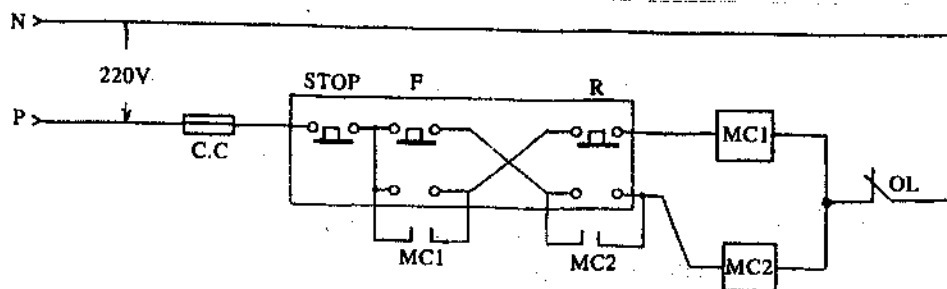 N
220V
STOP F R
P
C.C
MC1
OL
MC1 MC2
MC2